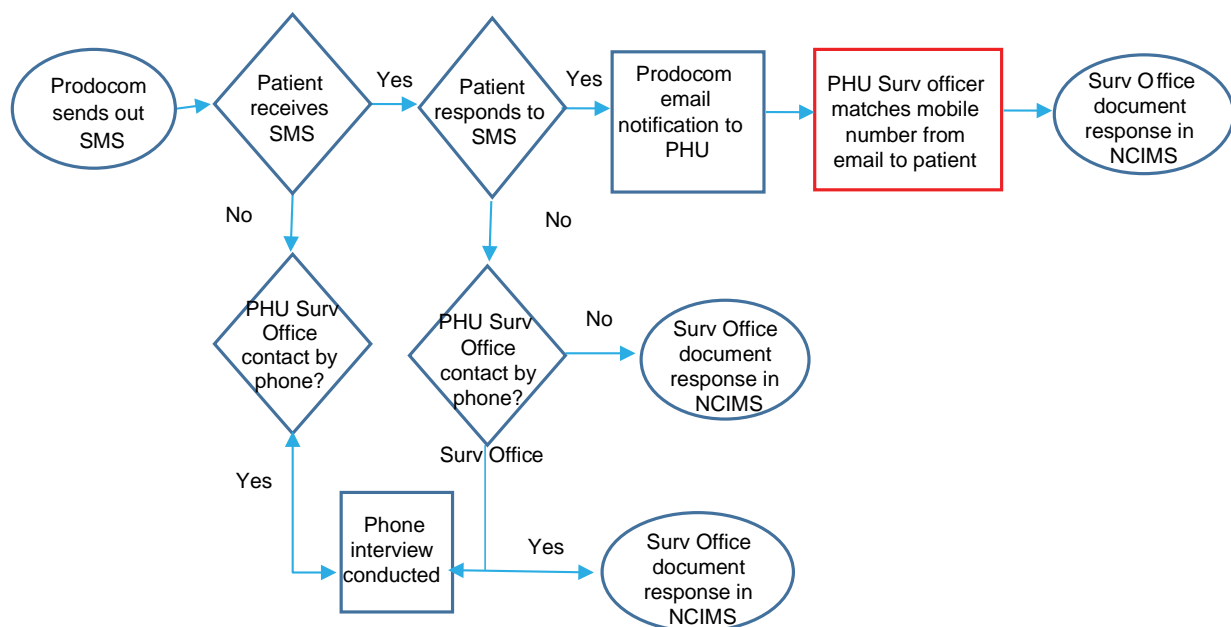 Prodocom
sends out
SMS
Patient
receives
SMS
Yes
Patient
responds to
SMS
Yes
Prodocom
email
notification to
PHU
PHU Surv officer
matches mobile
number from
email to patient
Surv Office
document
response in
NCIMS
No
No
PHU Surv
Office
contact by
phone?
PHU Surv
Office
contact by
phone?
No
Surv Office
document
response in
NCIMS
Surv Office
Yes
Phone
interview
conducted
Yes
Surv Office
document
response in
NCIMS